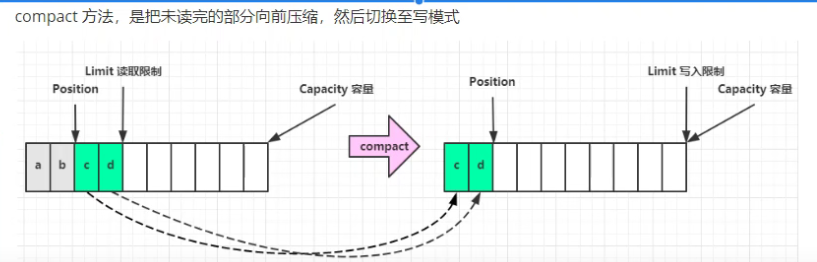 compact 方法，是把未读完的部分向前压缩，然后切换至写模式
Limit 读取限制
Position
Capacity 容量
a b c d
compact
Limit 写入限制
Position
Capacity 容量
c d